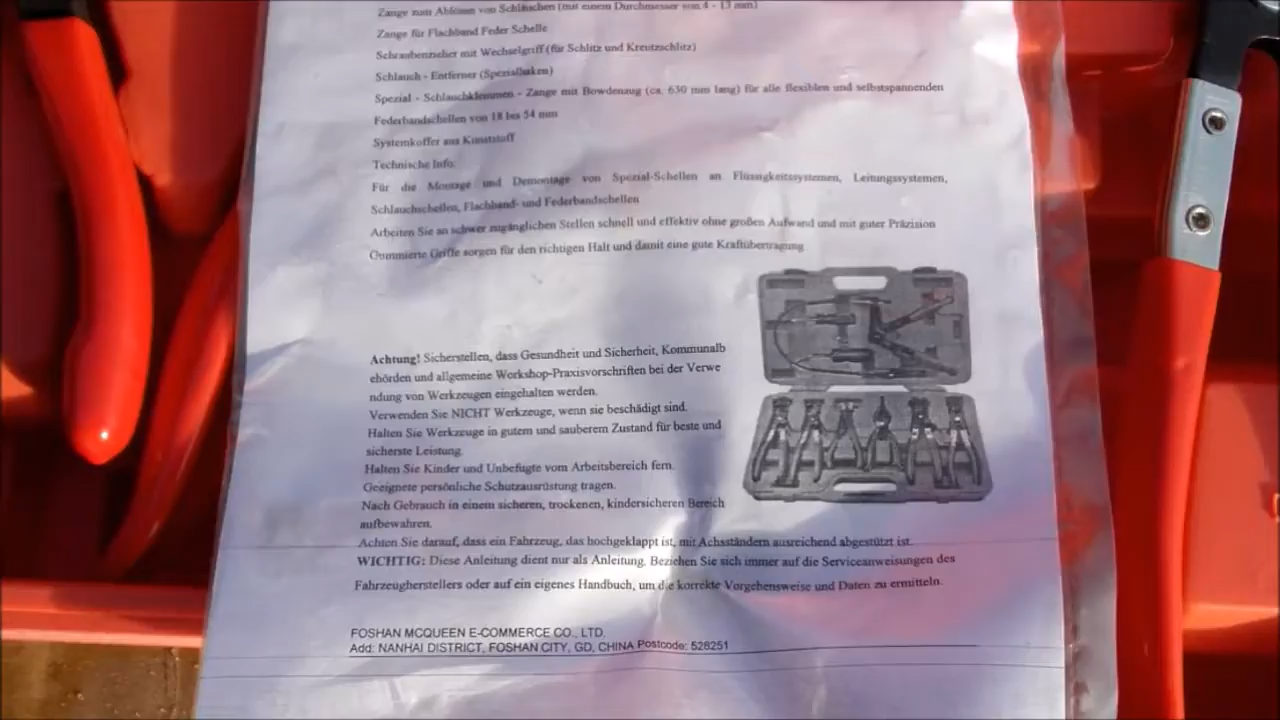 Zange zum Ablösen von Schläuchen (mit einem Durchmesser von 4 - 13 mm)
Zange für Flachband Feder Schelle
Schraubenzieher mit Wechselgriff (für Schlitz und Kreutzschlitz)
Schlauch - Entferner (Spezialhaken)
Spezial - Schlauchklemmen - Zange mit Bowdenzug (ca. 630 mm lang) für alle flexiblen und selbstspannenden
Federbandschellen von 18 bis 54 mm
Systemkoffer aus Kunststoff
Technische Info:
Für die Montage und Demontage von Spezial-Schellen an Flüssigkeitssystemen, Leitungssystemen,
Schlauchschellen, Flachband- und Federbandschellen
Arbeiten Sie an schwer zugänglichen Stellen schnell und effektiv ohne großen Aufwand und mit guter Präzision
Gummierte Griffe sorgen für den richtigen Halt und damit eine gute Kraftübertragung
Achtung! Sicherstellen, dass Gesundheit und Sicherheit, Kommunalb
ehörden und allgemeine Workshop-Praxisvorschriften bei der Verwe
ndung von Werkzeugen eingehalten werden.
Verwenden Sie NICHT Werkzeuge, wenn sie beschädigt sind.
Halten Sie Werkzeuge in gutem und sauberem Zustand für beste und
sicherste Leistung.
Halten Sie Kinder und Unbefugte vom Arbeitsbereich fern.
Geeignete persönliche Schutzausrüstung tragen.
Nach Gebrauch in einem sicheren, trockenen, kindersicheren Bereich
aufbewahren.
Achten Sie darauf, dass ein Fahrzeug, das hochgeklappt ist, mit Achsständern ausreichend abgestützt ist.
WICHTIG: Diese Anleitung dient nur als Anleitung. Beziehen Sie sich immer auf die Serviceanweisungen des
Fahrzeugherstellers oder auf ein eigenes Handbuch, um die korrekte Vorgehensweise und Daten zu ermitteln.
FOSHAN MCQUEEN E-COMMERCE CO., LTD.
Add: NANHAI DISTRICT, FOSHAN CITY, GD, CHINA Postcode: 528251